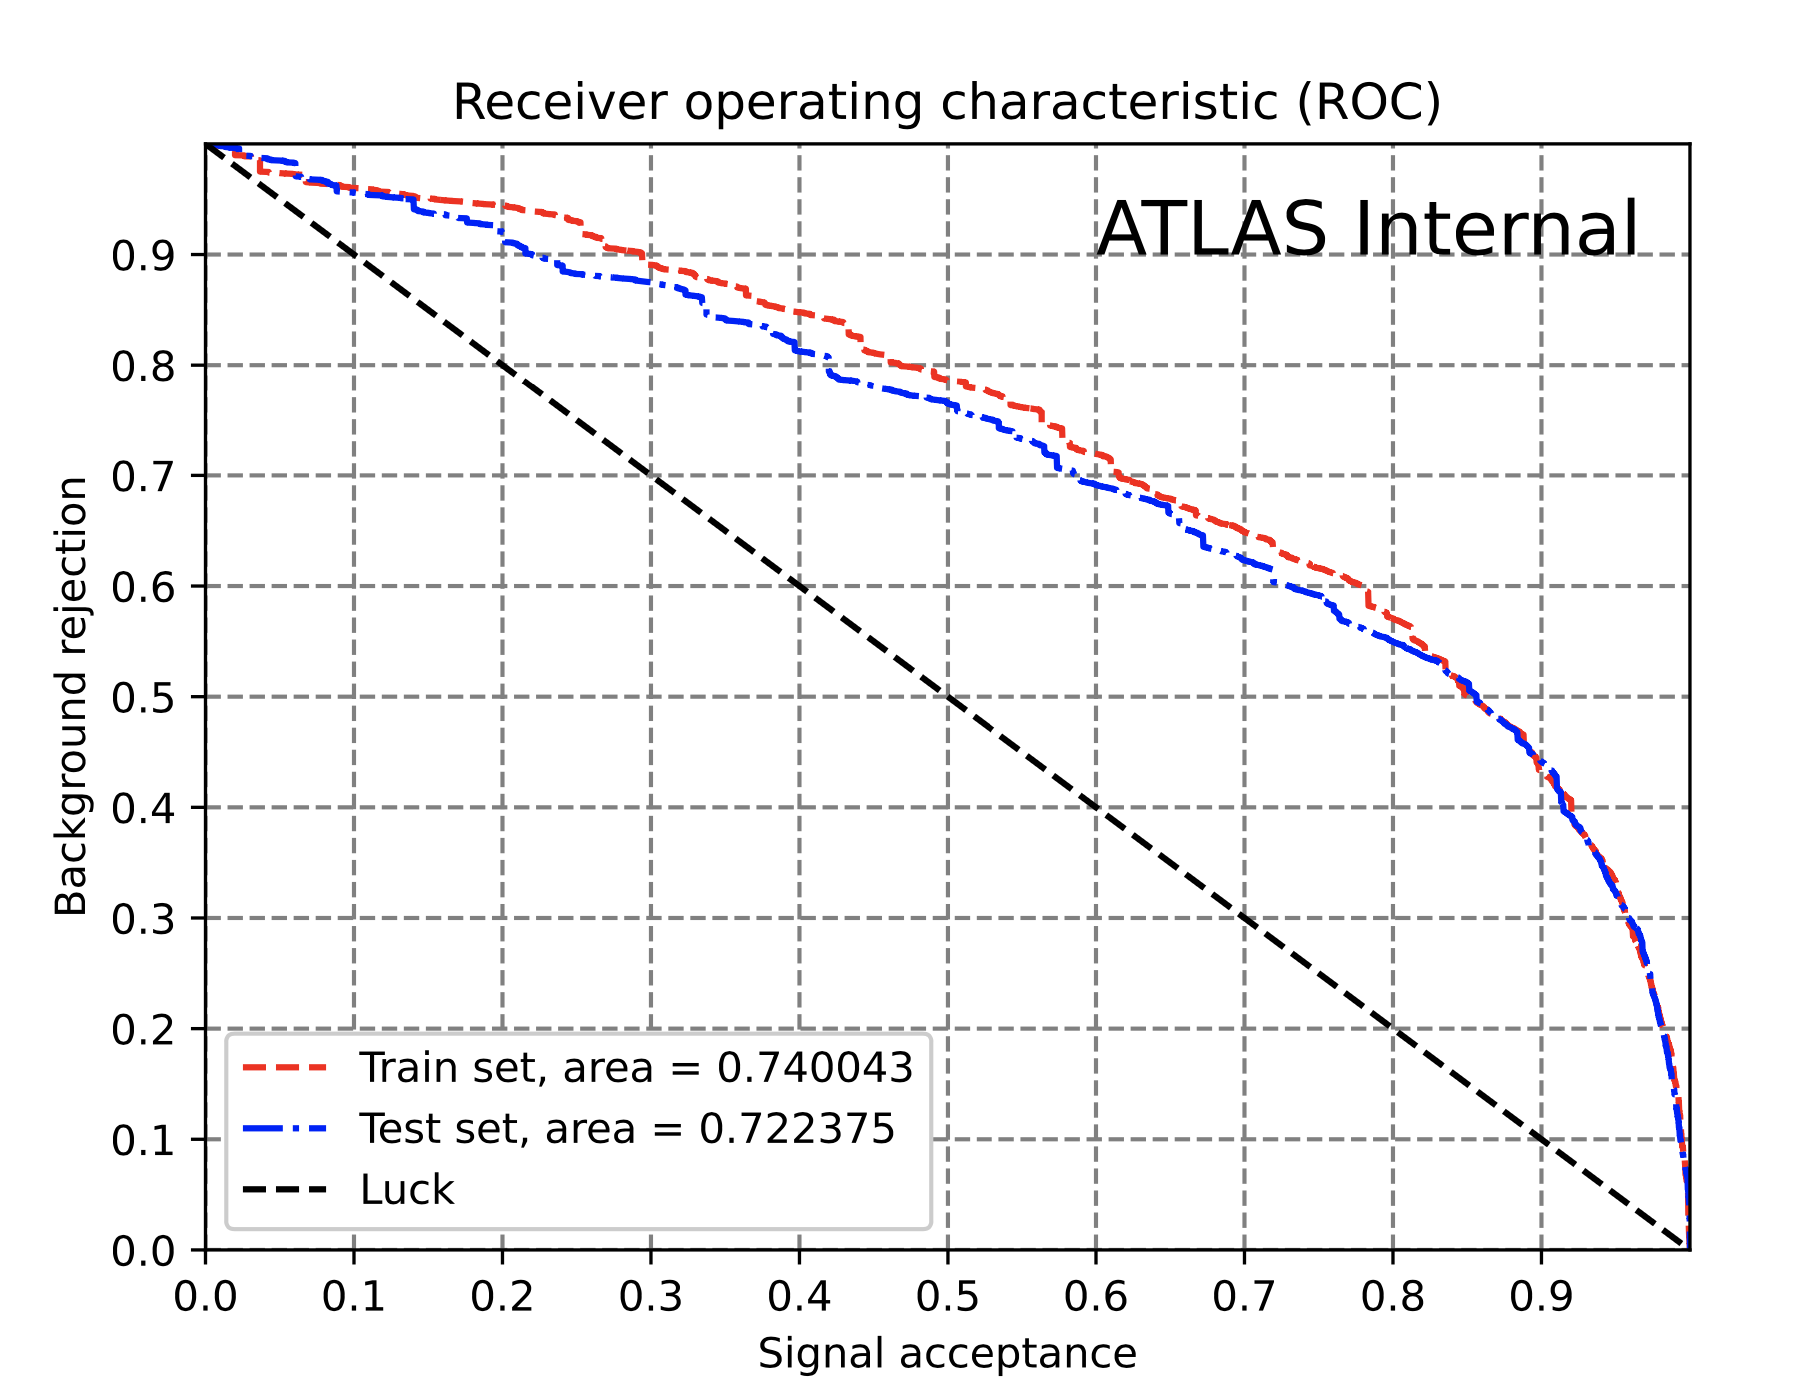 Receiver operating characteristic (ROC)
ATLAS Internal
Background rejection
0.9
0.8
0.7
0.6
0.5
0.4
0.3
0.2
0.1
0.0
Train set, area = 0.740043
Test set, area = 0.722375
Luck
0.0 0.1 0.2 0.3 0.4 0.5 0.6 0.7 0.8 0.9
Signal acceptance